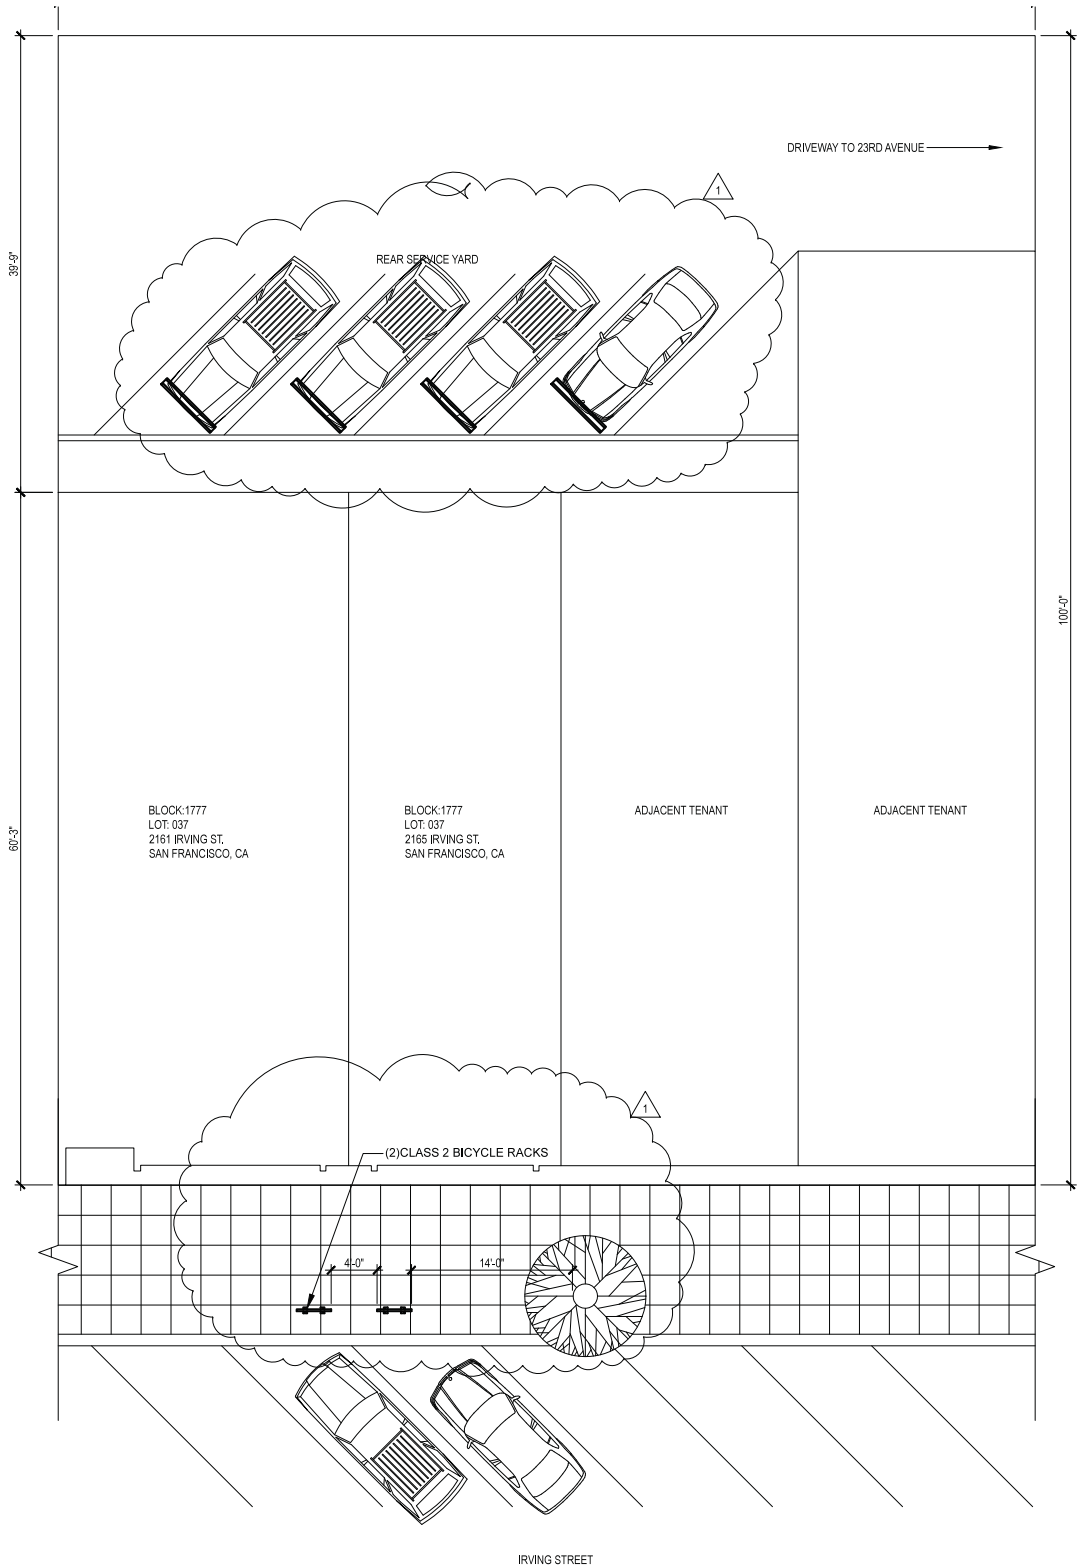 DRIVEWAY TO 23RD AVENUE
1
39'-9"
REAR SERVICE YARD
100'-0"
60'-3"
BLOCK:1777
LOT: 037
2161 IRVING ST,
SAN FRANCISCO, CA
BLOCK:1777
LOT: 037
2165 IRVING ST,
SAN FRANCISCO, CA
ADJACENT TENANT
ADJACENT TENANT
1
(2)CLASS 2 BICYCLE RACKS
4'-0"
14'-0"
IRVING STREET